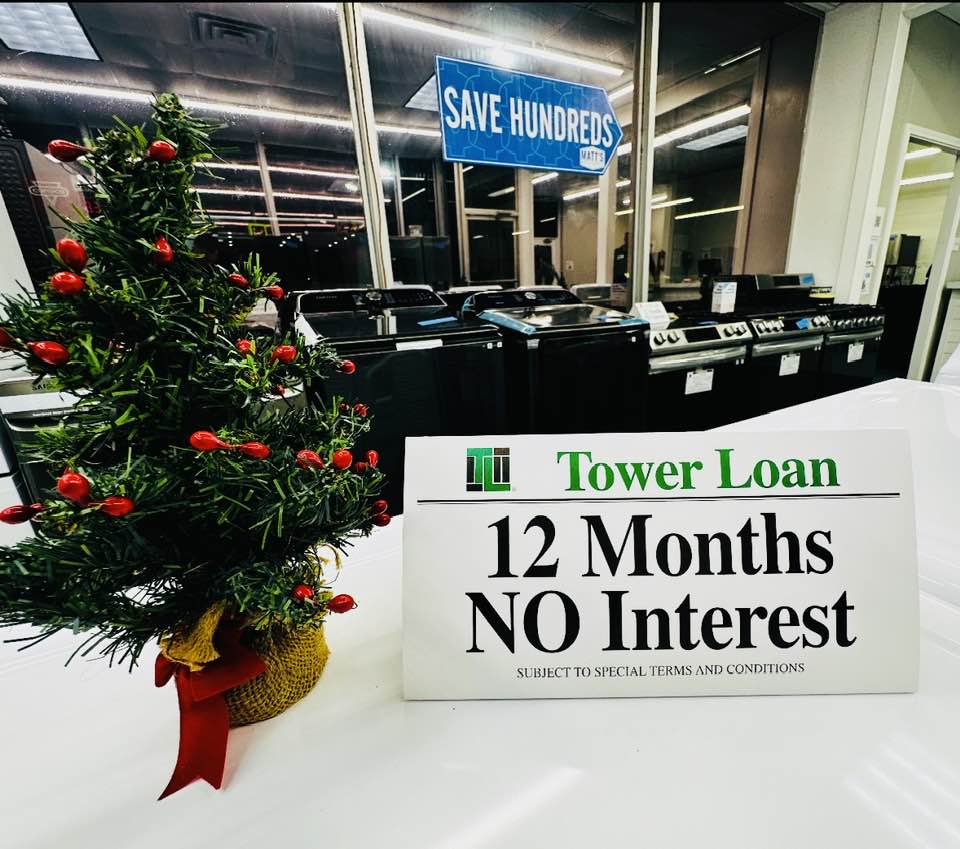 SAVE HUNDREDS
MATT'S
TLI
Tower Loan
12 Months
NO Interest
SUBJECT TO SPECIAL TERMS AND CONDITIONS